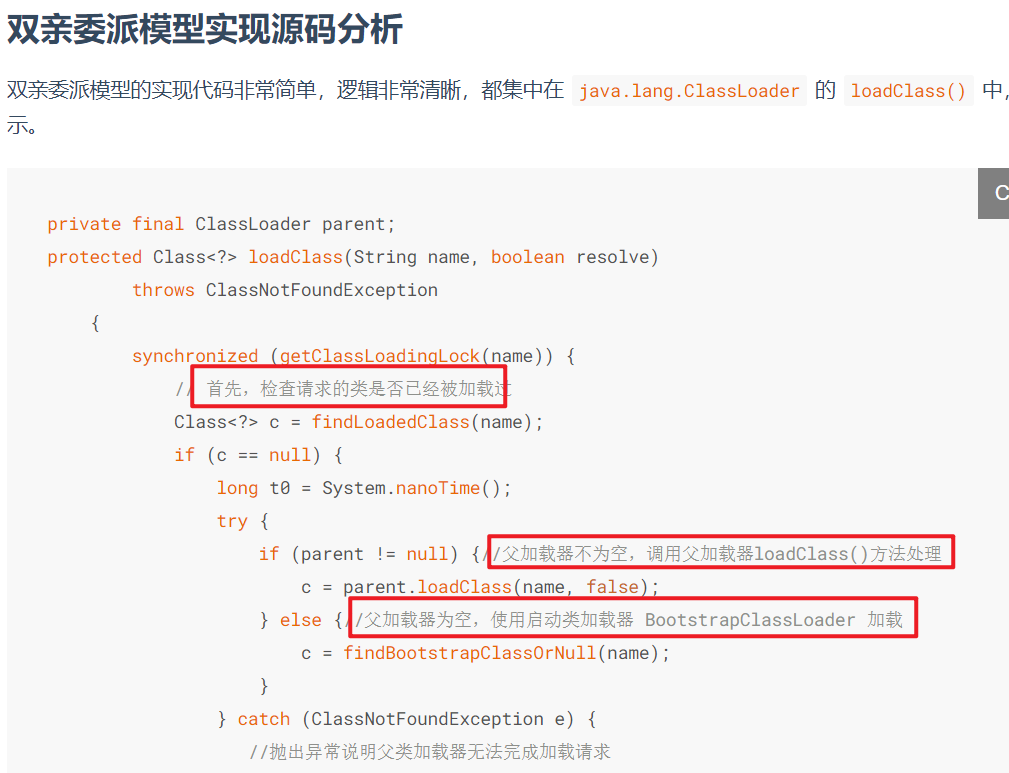 双亲委派模型实现源码分析
双亲委派模型的实现代码非常简单，逻辑非常清晰，都集中在 java.lang.ClassLoader 的 loadClass() 中，
示。
C
private final ClassLoader parent;
protected Class<?> loadClass(String name, boolean resolve)
throws ClassNotFoundException
{
synchronized (getClassLoadingLock(name)) {
// 首先，检查请求的类是否已经被加载过
Class<?> c = findLoadedClass(name);
if (c == null) {
long t0 = System.nanoTime();
try {
if (parent != null) {//父加载器不为空，调用父加载器loadClass()方法处理
c = parent.loadClass(name, false);
} else {//父加载器为空，使用启动类加载器 BootstrapClassLoader 加载
c = findBootstrapClassOrNull(name);
}
} catch (ClassNotFoundException e) {
//抛出异常说明父类加载器无法完成加载请求